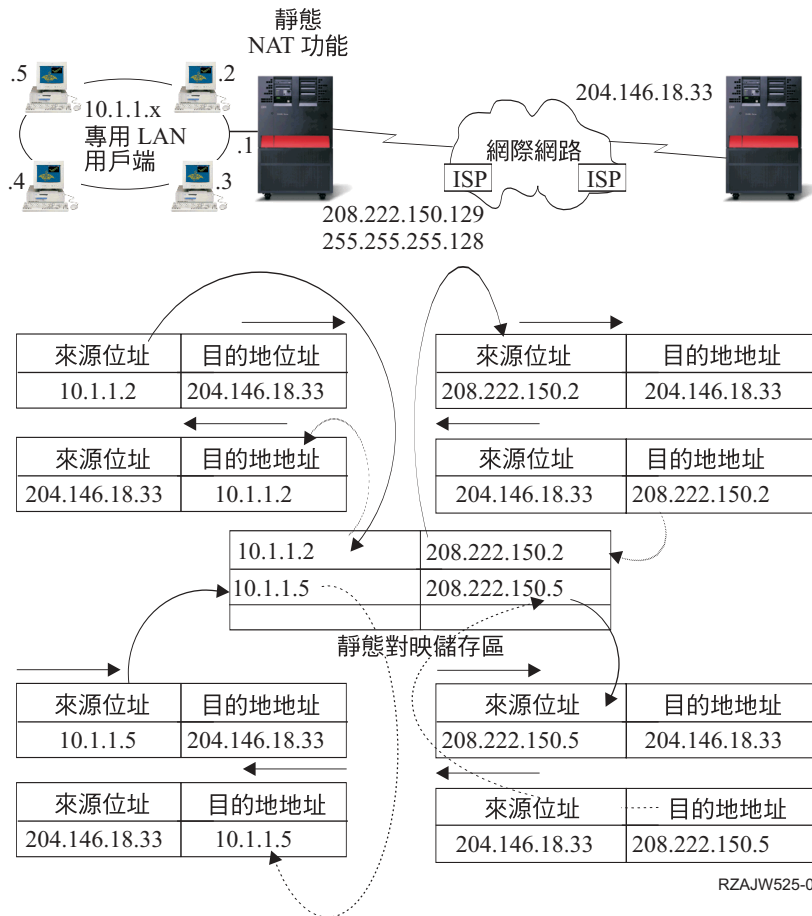 靜態
NAT 功能
.5
.2
10.1.1.x
專用 LAN
用戶端
.1
.4
.3
204.146.18.33
網際網路
ISP
ISP
208.222.150.129
255.255.255.128
來源位址 目的地位址
10.1.1.2 204.146.18.33
來源位址 目的地地址
208.222.150.2 204.146.18.33
來源位址 目的地地址
204.146.18.33 10.1.1.2
來源位址 目的地地址
204.146.18.33 208.222.150.2
10.1.1.2 208.222.150.2
10.1.1.5 208.222.150.5
靜態對映儲存區
來源位址 目的地地址
10.1.1.5 204.146.18.33
來源位址 目的地地址
208.222.150.5 204.146.18.33
來源位址 目的地地址
204.146.18.33 10.1.1.5
來源位址 目的地地址
204.146.18.33 208.222.150.5
RZAJW525-0